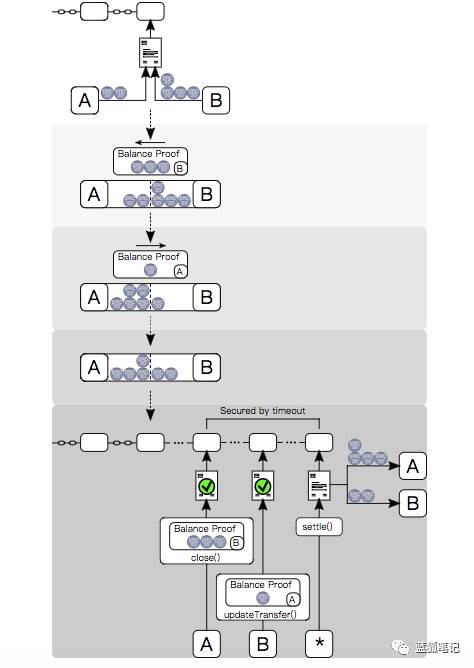 A
B
Balance Proof
B
A
B
Balance Proof
A
A
B
A
B
Secured by timeout
A
B
Balance Proof
B
close()
settle()
Balance Proof
A
updateTransfer()
A
B
*
蓝狐笔记